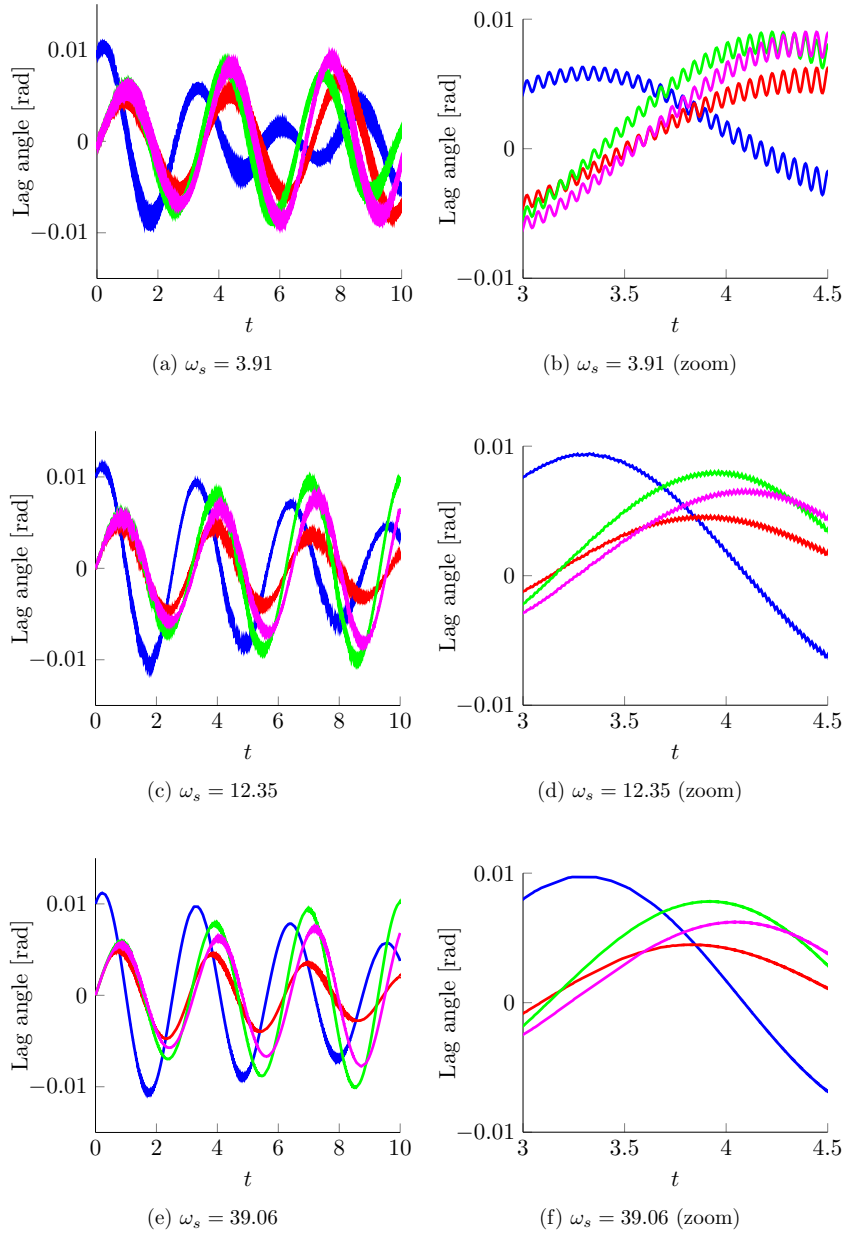 0.01
0
−0.01
Lag angle [rad]
0 2 4 6 8 10
t
(a) ωs = 3.91
0.01
0
−0.01
Lag angle [rad]
3 3.5 4 4.5
t
(b) ωs = 3.91 (zoom)
0.01
0
−0.01
Lag angle [rad]
0 2 4 6 8 10
t
(c) ωs = 12.35
0.01
0
−0.01
Lag angle [rad]
3 3.5 4 4.5
t
(d) ωs = 12.35 (zoom)
0.01
0
−0.01
Lag angle [rad]
0 2 4 6 8 10
t
(e) ωs = 39.06
0.01
0
−0.01
Lag angle [rad]
3 3.5 4 4.5
t
(f) ωs = 39.06 (zoom)